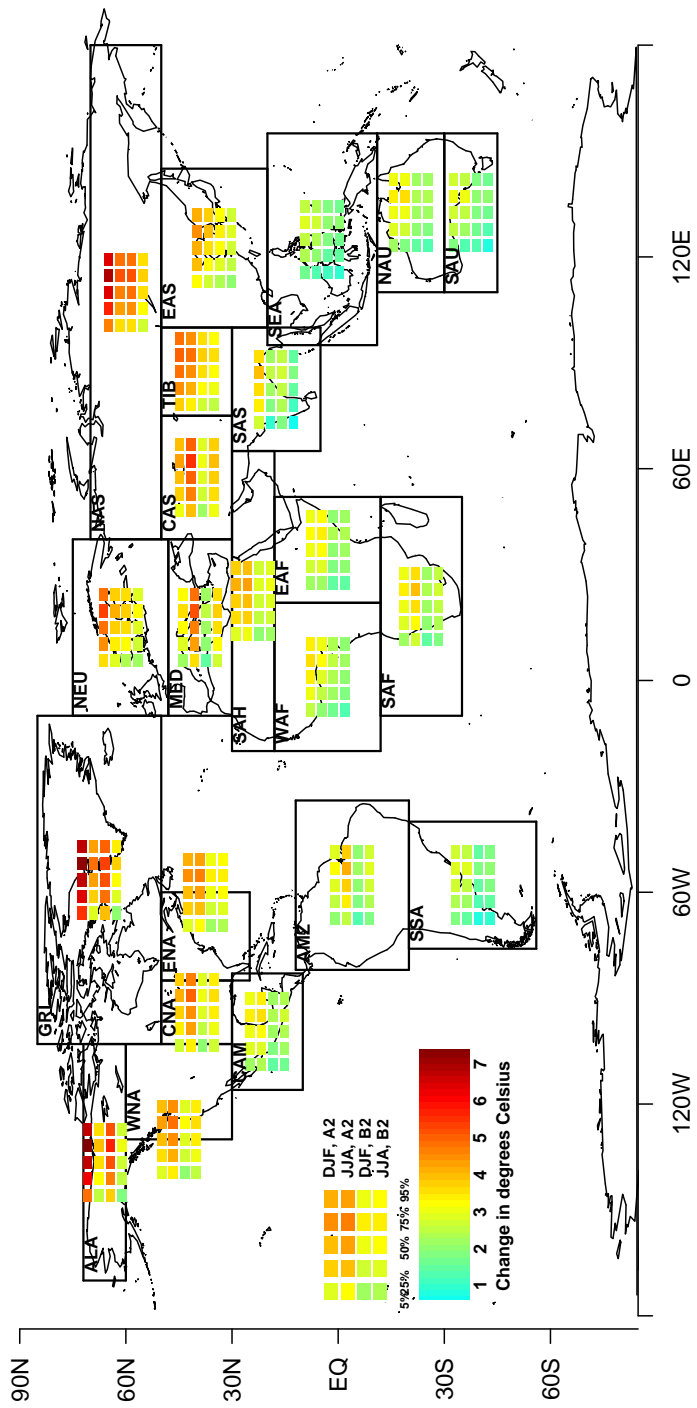 90N
60N
30N
EQ
30S
60S
120W
60W
0
60E
120E
ALA
GRL
NEU
NAS
WNA
CNA
ENA
MED
CAS
TIB
EAS
CAM
SAH
SAS
SEA
AMZ
WAF
EAF
NAU
SSA
SAF
SAU
DJF, A2
JJA, A2
DJF, B2
JJA, B2
5% 25% 50% 75% 95%
1 2 3 4 5 6 7
Change in degrees Celsius